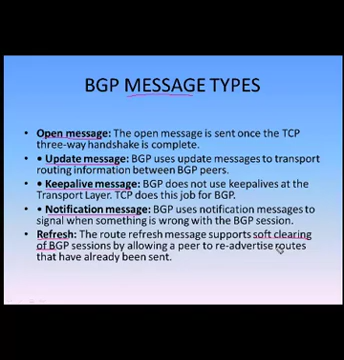 BGP MESSAGE TYPES
• Open message: The open message is sent once the TCP
three-way handshake is complete.
• • Update message: BGP uses update messages to transport
routing information between BGP peers.
• • Keepalive message: BGP does not use keepalives at the
Transport Layer. TCP does this job for BGP.
• • Notification message: BGP uses notification messages to
signal when something is wrong with the BGP session.
• Refresh: The route refresh message supports soft clearing
of BGP sessions by allowing a peer to re-advertise routes
that have already been sent.